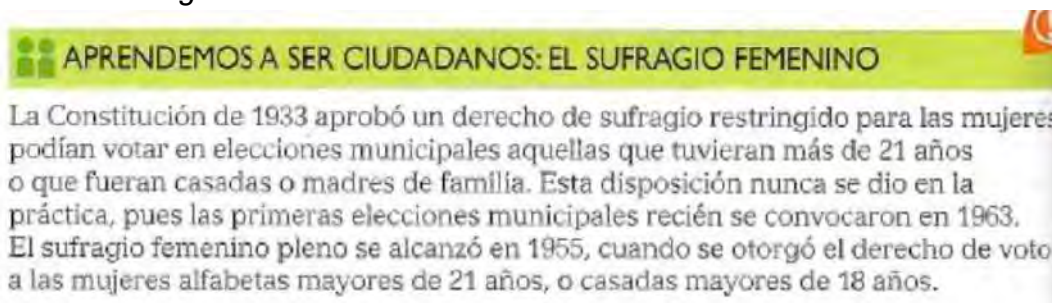 APRENDEMOS A SER CIUDADANOS: EL SUFRAGIO FEMENINO
La Constitución de 1933 aprobó un derecho de sufragio restringido para las mujeres
podían votar en elecciones municipales aquellas que tuvieran más de 21 años
o que fueran casadas o madres de familia. Esta disposición nunca se dio en la
práctica, pues las primeras elecciones municipales recién se convocaron en 1963.
El sufragio femenino pleno se alcanzó en 1955, cuando se otorgó el derecho de voto
a las mujeres alfabetas mayores de 21 años, o casadas mayores de 18 años.